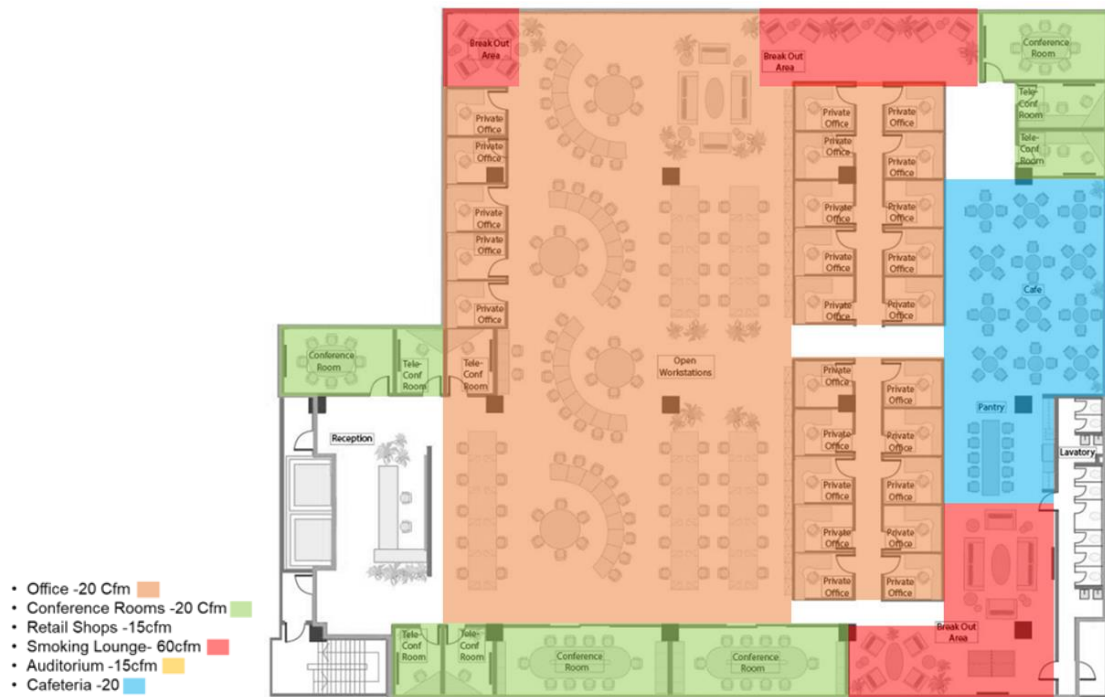 Break Out
Area
Break Out
Area
Conference
Room
Tele-
Conf
Room
Tele-
Conf
Room
Private
Office
Private
Office
Private
Office
Private
Office
Private
Office
Private
Office
Private
Office
Private
Office
Private
Office
Private
Office
Private
Office
Private
Office
Private
Office
Private
Office
Private
Office
Cafe
Conference
Room
Tele-
Conf
Room
Tele-
Conf
Room
Open
Workstations
Private
Office
Private
Office
Private
Office
Private
Office
Private
Office
Private
Office
Private
Office
Private
Office
Private
Office
Private
Office
Pantry
Reception
Lavatory
Break Out
Area
Tele-
Conf
Room
Tele-
Conf
Room
Conference
Room
Conference
Room
• Office -20 Cfm
• Conference Rooms -20 Cfm
• Retail Shops -15cfm
• Smoking Lounge- 60cfm
• Auditorium -15cfm
• Cafeteria -20